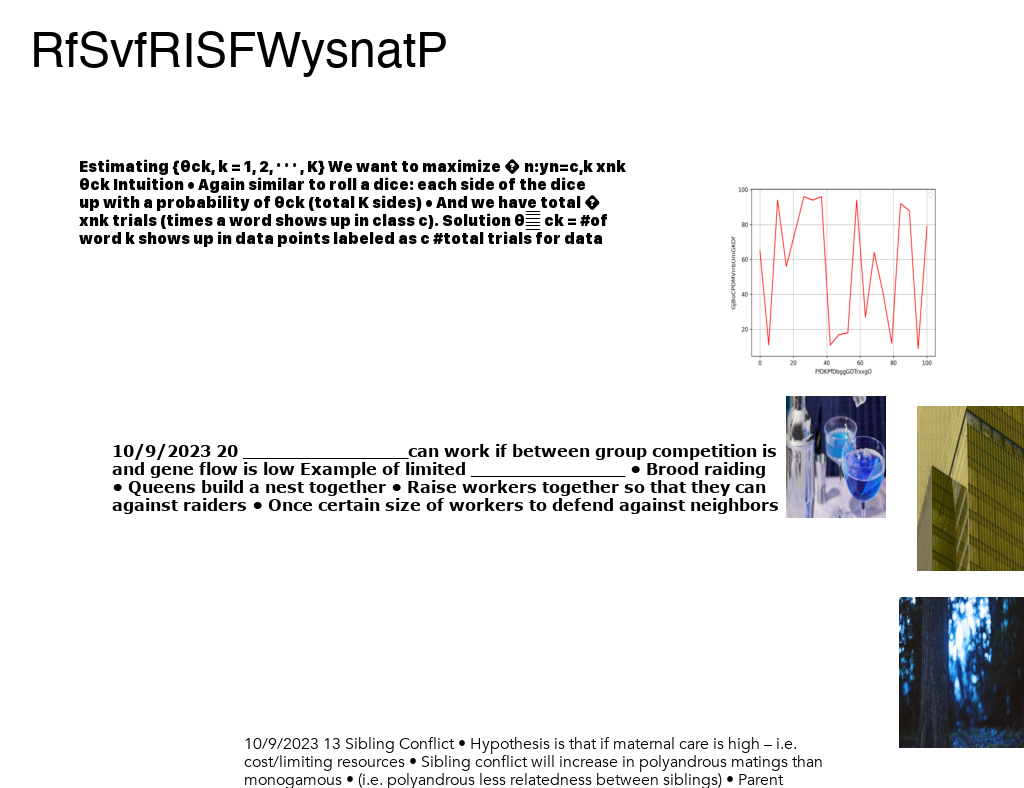 RfSvfRISFWysnatP
Estimating {θck, k = 1, 2, · · · , K} We want to maximize � n:yn=c,k xnk
θck Intuition • Again similar to roll a dice: each side of the dice
up with a probability of θck (total K sides) • And we have total �
xnk trials (times a word shows up in class c). Solution θ ck = #of
word k shows up in data points labeled as c #total trials for data
100
80
60
40
20
0 20 40 60 80 100
10/9/2023 20 __________________can work if between group competition is
and gene flow is low Example of limited _________________ • Brood raiding
• Queens build a nest together • Raise workers together so that they can
against raiders • Once certain size of workers to defend against neighbors
10/9/2023 13 Sibling Conflict • Hypothesis is that if maternal care is high – i.e.
cost/limiting resources • Sibling conflict will increase in polyandrous matings than
monogamous • (i.e. polyandrous less relatedness between siblings) • Parent